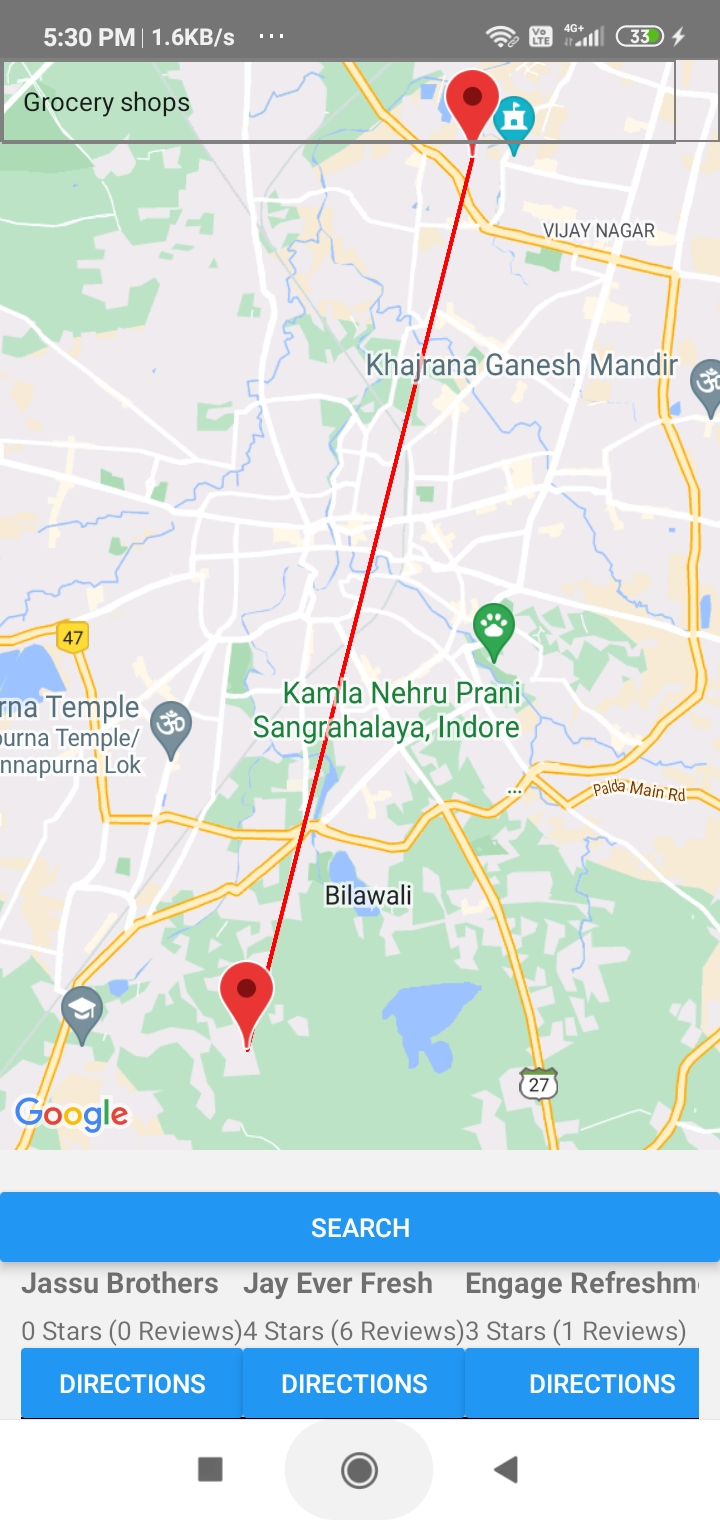 5:30 PM | 1.6KB/s ...
Vo LTE 4G+ 33
Grocery shops
VIJAY NAGAR
Khajrana Ganesh Mandir
47
Kamla Nehru Prani
Sangrahalaya, Indore
rna Temple
purna Temple/
nnapurna Lok
Palda Main Rd
Bilawali
27
Google
SEARCH
Jassu Brothers Jay Ever Fresh Engage Refreshm
0 Stars (0 Reviews) 4 Stars (6 Reviews) 3 Stars (1 Reviews)
DIRECTIONS DIRECTIONS DIRECTIONS